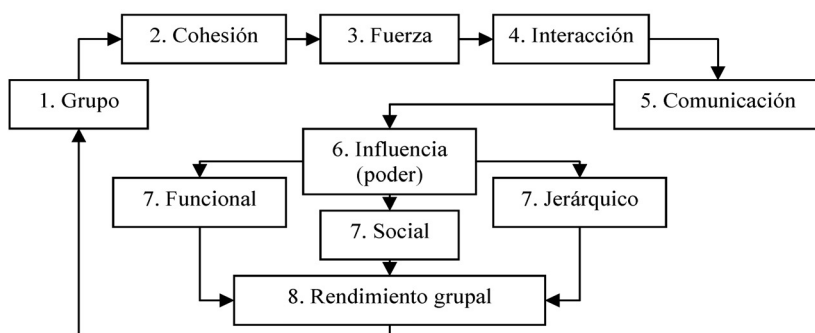 2. Cohesión
3. Fuerza
4. Interacción
1. Grupo
5. Comunicación
6. Influencia
(poder)
7. Funcional
7. Jerárquico
7. Social
8. Rendimiento grupal